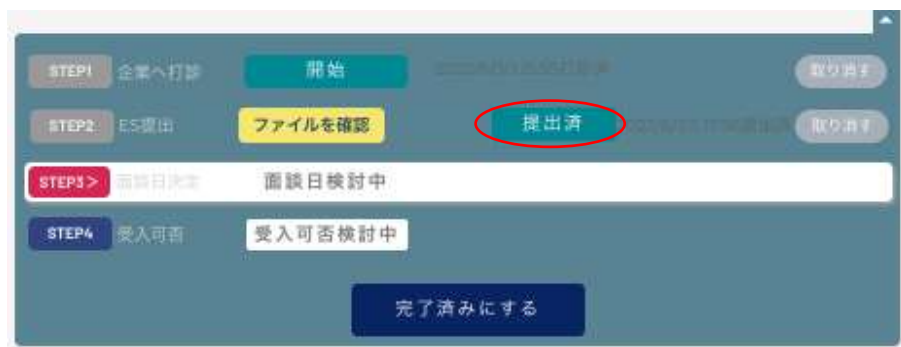 STEP1 企業へ打診 開始 取り消す
STEP2 ES提出 ファイルを確認 提出済 取り消す
STEP3> 面談日決定 面談日検討中
STEP4 受入可否 受入可否検討中
完了済みにする